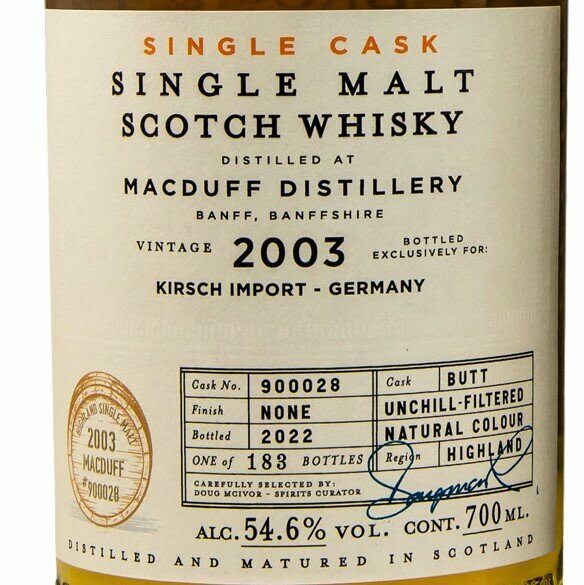 SINGLE CASK
SINGLE MALT
SCOTCH WHISKY
DISTILLED AT
MACDUFF DISTILLERY
BANFF, BANFFSHIRE
VINTAGE 2003 BOTTLED EXCLUSIVELY FOR:
KIRSCH IMPORT - GERMANY
Cask No. 900028 Cask BUTT
Finish NONE UNCHILL-FILTERED
Bottled 2022 NATURAL COLOUR
ONE of 183 BOTTLES Region HIGHLAND
CAREFULLY SELECTED BY:
DOUG MCIVOR - SPIRITS CURATOR
HIGHLAND SINGLE MALT
2003
MACDUFF
#900028
ALC. 54.6% VOL. CONT. 700 ML.
DISTILLED AND MATURED IN SCOTLAND